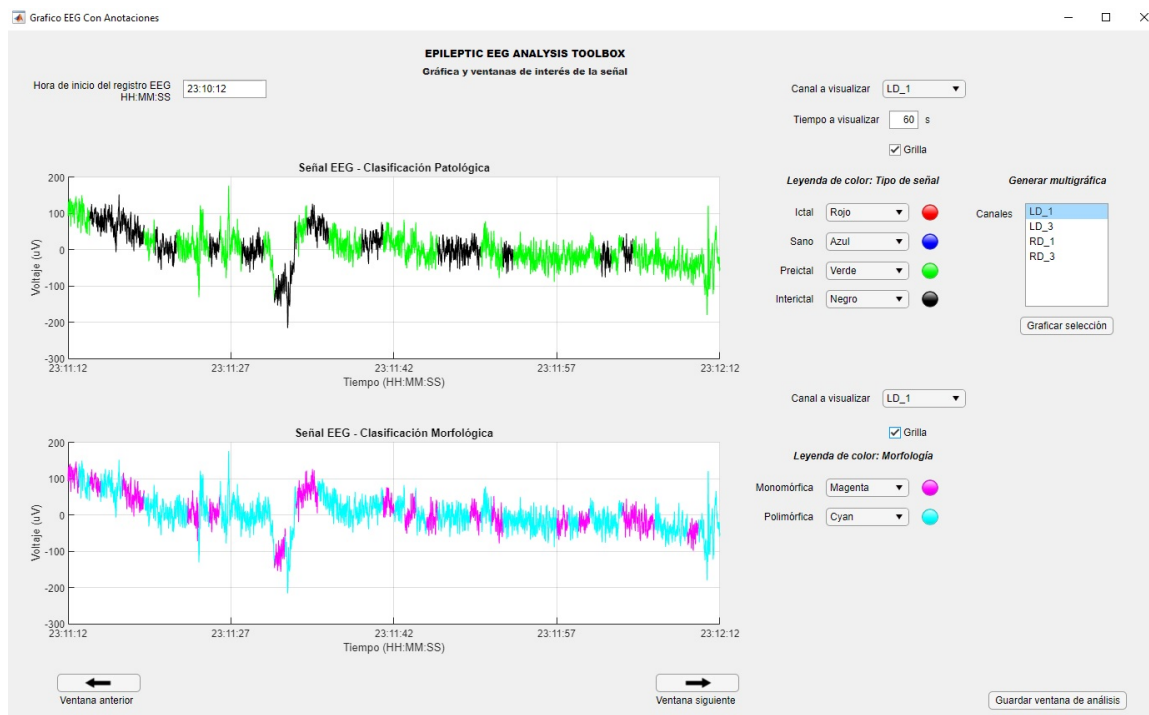 Grafico EEG Con Anotaciones
EPILEPTIC EEG ANALYSIS TOOLBOX
Gráfica y ventanas de interés de la señal
Hora de inicio del registro EEG
HH:MM:SS
23:10:12
Canal a visualizar LD_1
Tiempo a visualizar 60 s
Grilla
Señal EEG - Clasificación Patológica
200
100
0
-100
-200
-300
Voltaje (uV)
23:11:12 23:11:27 23:11:42 23:11:57 23:12:12
Tiempo (HH:MM:SS)
Leyenda de color: Tipo de señal
Ictal Rojo
Sano Azul
Preictal Verde
Interictal Negro
Generar multigráfica
Canales
LD_1
LD_3
RD_1
RD_3
Graficar selección
Canal a visualizar LD_1
Grilla
Señal EEG - Clasificación Morfológica
200
100
0
-100
-200
-300
Voltaje (uV)
23:11:12 23:11:27 23:11:42 23:11:57 23:12:12
Tiempo (HH:MM:SS)
Leyenda de color: Morfología
Monomórfica Magenta
Polimórfica Cyan
Ventana anterior
Ventana siguiente
Guardar ventana de análisis